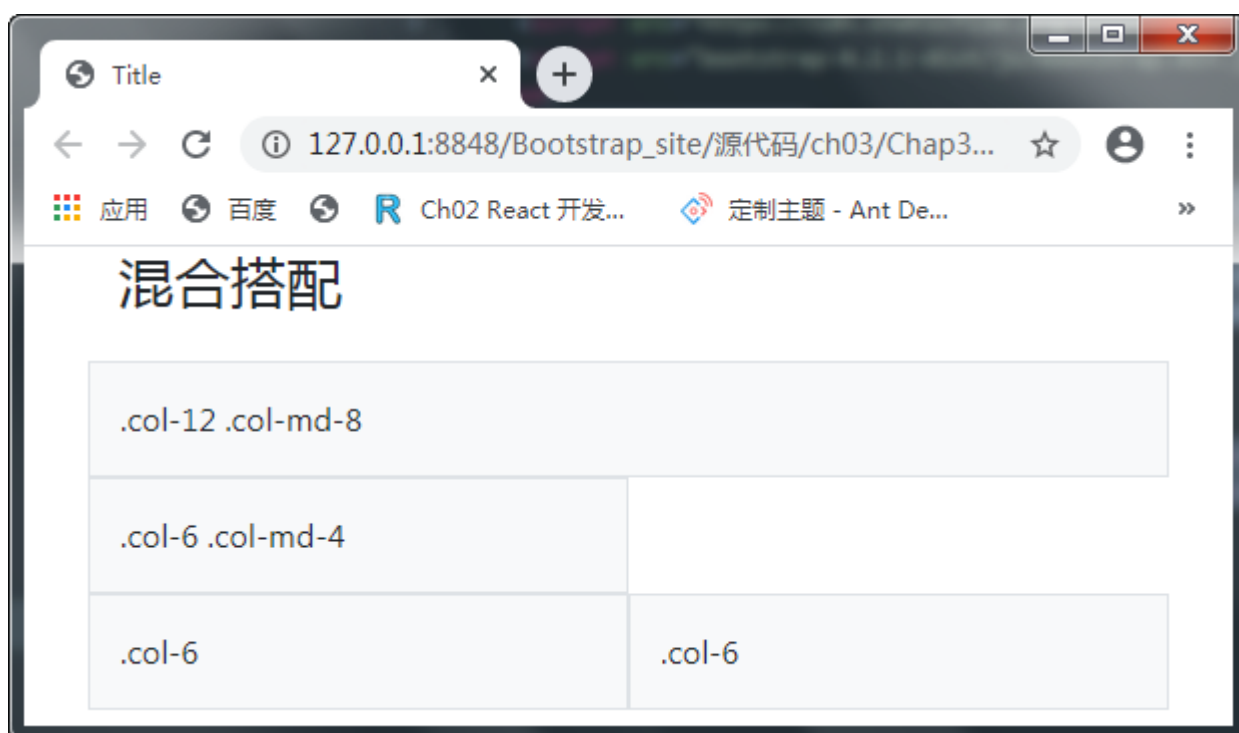 Title
127.0.0.1:8848/Bootstrap_site/源代码/ch03/Chap3...
应用 百度 Ch02 React 开发... 定制主题 - Ant De...
混合搭配
.col-12 .col-md-8
.col-6 .col-md-4
.col-6 .col-6